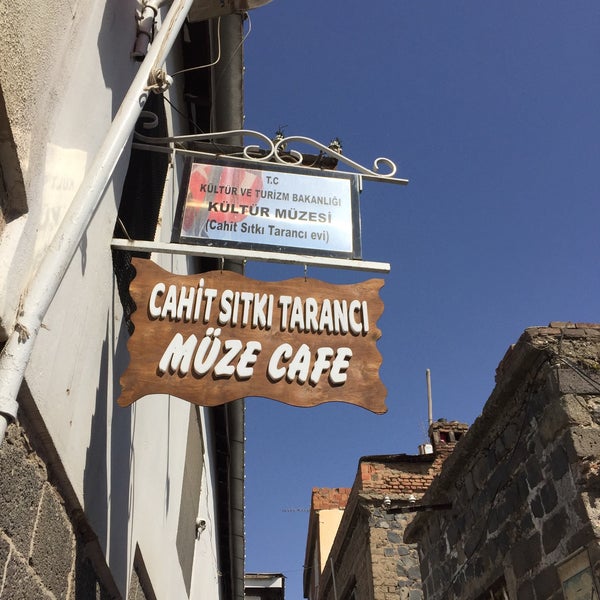 T.C
KÜLTÜR VE TURİZM BAKANLIĞI
KÜLTÜR MÜZESİ
(Cahit Sıtkı Tarancı evi)
CAHİT SITKI TARANCI
MÜZE CAFE